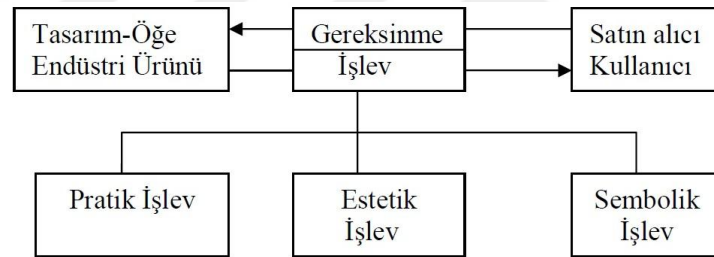 Tasarım-Öğe
Endüstri Ürünü
Gereksinme
İşlev
Satın alıcı
Kullanıcı
Pratik İşlev
Estetik
İşlev
Sembolik
İşlev